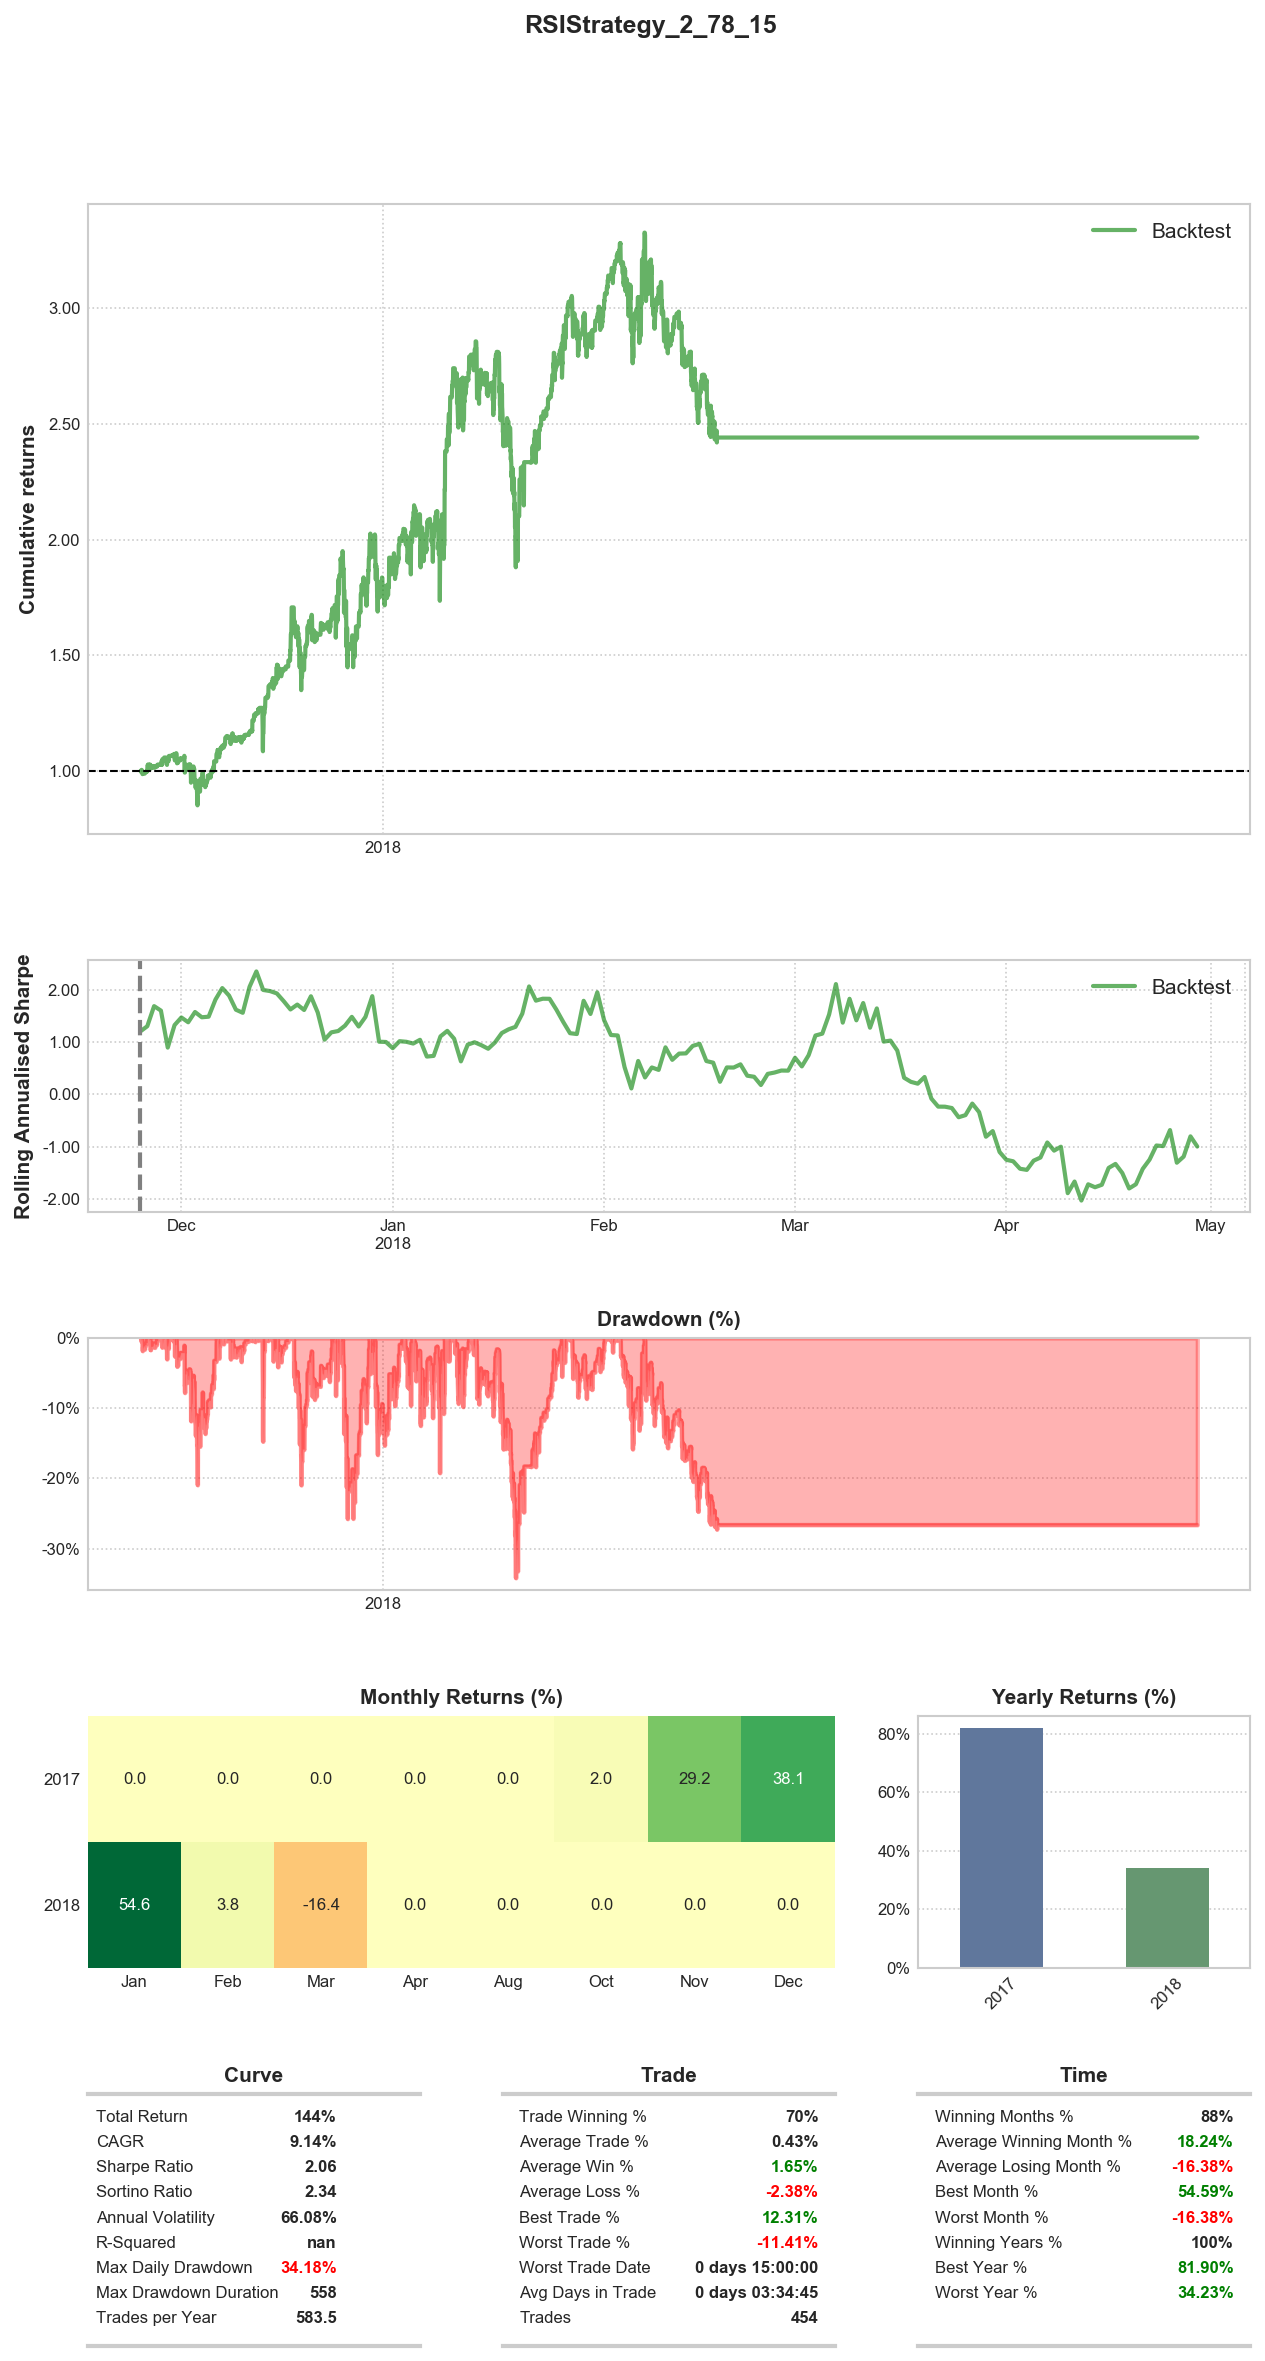 RSIStrategy_2_78_15
Backtest
3.00
2.50
2.00
1.50
1.00
Cumulative returns
2018
Backtest
2.00
1.00
0.00
-1.00
-2.00
Rolling Annualised Sharpe
Dec Jan Feb Mar Apr May
2018
Drawdown (%)
0%
-10%
-20%
-30%
2018
Monthly Returns (%)
2017 0.0 0.0 0.0 0.0 0.0 2.0 29.2 38.1
2018 54.6 3.8 -16.4 0.0 0.0 0.0 0.0 0.0
Jan Feb Mar Apr Aug Oct Nov Dec
Yearly Returns (%)
80%
60%
40%
20%
0%
2017 2018
Curve
Total Return 144%
CAGR 9.14%
Sharpe Ratio 2.06
Sortino Ratio 2.34
Annual Volatility 66.08%
R-Squared nan
Max Daily Drawdown 34.18%
Max Drawdown Duration 558
Trades per Year 583.5
Trade
Trade Winning % 70%
Average Trade % 0.43%
Average Win % 1.65%
Average Loss % -2.38%
Best Trade % 12.31%
Worst Trade % -11.41%
Worst Trade Date 0 days 15:00:00
Avg Days in Trade 0 days 03:34:45
Trades 454
Time
Winning Months % 88%
Average Winning Month % 18.24%
Average Losing Month % -16.38%
Best Month % 54.59%
Worst Month % -16.38%
Winning Years % 100%
Best Year % 81.90%
Worst Year % 34.23%